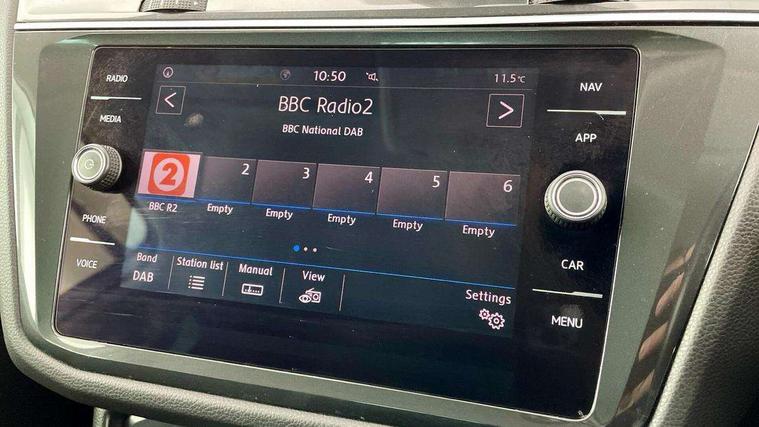 RADIO
MEDIA
PHONE
VOICE
10:50
11.5°C
BBC Radio2
BBC National DAB
2
2
3
4
5
6
BBC R2
Empty
Empty
Empty
Empty
Empty
Band
DAB
Station list
Manual
View
Settings
NAV
APP
CAR
MENU